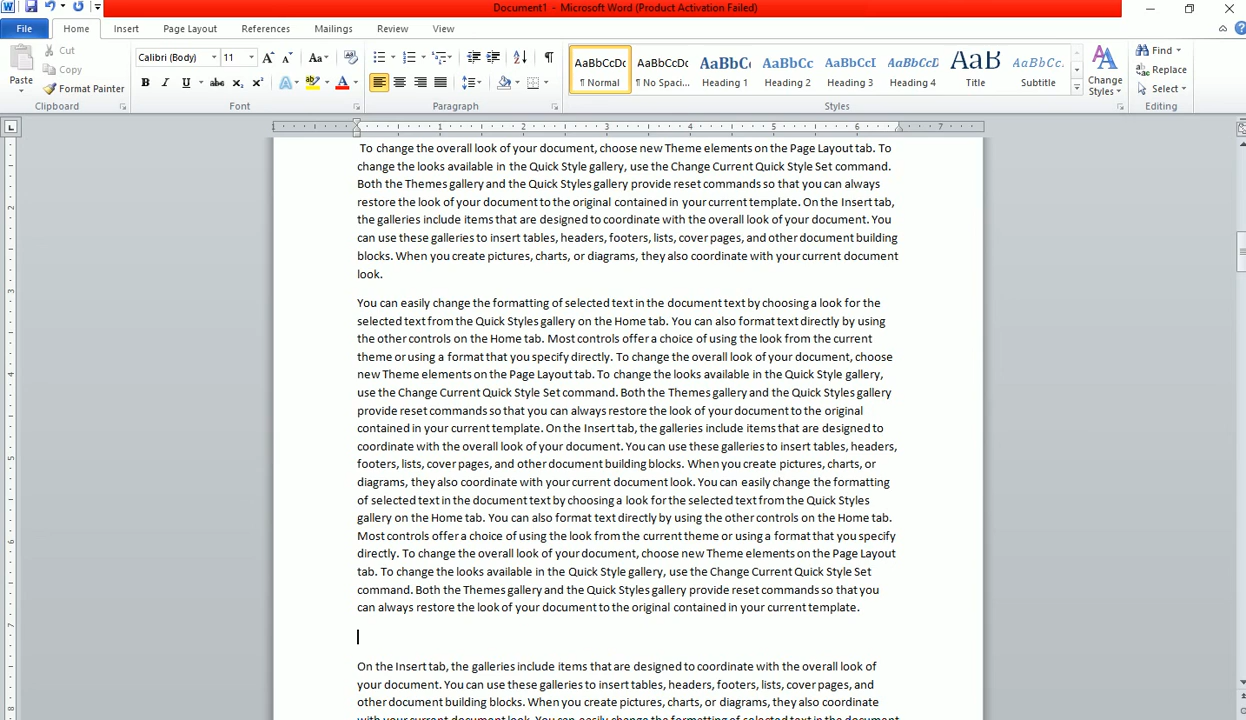 Document1 - Microsoft Word (Product Activation Failed)
File Home Insert Page Layout References Mailings Review View
Cut
Copy
Paste
Format Painter
Clipboard
Calibri (Body) 11
Font
Paragraph
AaBbCcDc AaBbCcDc AaBbCc AaBbCc AaBbCcI AaBbCcD AaB AaBbCc.
¶ Normal ¶ No Spaci... Heading 1 Heading 2 Heading 3 Heading 4 Title Subtitle
Change Styles
Styles
Find
Replace
Select
Editing
To change the overall look of your document, choose new Theme elements on the Page Layout tab. To
change the looks available in the Quick Style gallery, use the Change Current Quick Style Set command.
Both the Themes gallery and the Quick Styles gallery provide reset commands so that you can always
restore the look of your document to the original contained in your current template. On the Insert tab,
the galleries include items that are designed to coordinate with the overall look of your document. You
can use these galleries to insert tables, headers, footers, lists, cover pages, and other document building
blocks. When you create pictures, charts, or diagrams, they also coordinate with your current document
look.
You can easily change the formatting of selected text in the document text by choosing a look for the
selected text from the Quick Styles gallery on the Home tab. You can also format text directly by using
the other controls on the Home tab. Most controls offer a choice of using the look from the current
theme or using a format that you specify directly. To change the overall look of your document, choose
new Theme elements on the Page Layout tab. To change the looks available in the Quick Style gallery,
use the Change Current Quick Style Set command. Both the Themes gallery and the Quick Styles gallery
provide reset commands so that you can always restore the look of your document to the original
contained in your current template. On the Insert tab, the galleries include items that are designed to
coordinate with the overall look of your document. You can use these galleries to insert tables, headers,
footers, lists, cover pages, and other document building blocks. When you create pictures, charts, or
diagrams, they also coordinate with your current document look. You can easily change the formatting
of selected text in the document text by choosing a look for the selected text from the Quick Styles
gallery on the Home tab. You can also format text directly by using the other controls on the Home tab.
Most controls offer a choice of using the look from the current theme or using a format that you specify
directly. To change the overall look of your document, choose new Theme elements on the Page Layout
tab. To change the looks available in the Quick Style gallery, use the Change Current Quick Style Set
command. Both the Themes gallery and the Quick Styles gallery provide reset commands so that you
can always restore the look of your document to the original contained in your current template.
On the Insert tab, the galleries include items that are designed to coordinate with the overall look of
your document. You can use these galleries to insert tables, headers, footers, lists, cover pages, and
other document building blocks. When you create pictures, charts, or diagrams, they also coordinate
with your current document look. You can easily change the formatting of selected text in the document